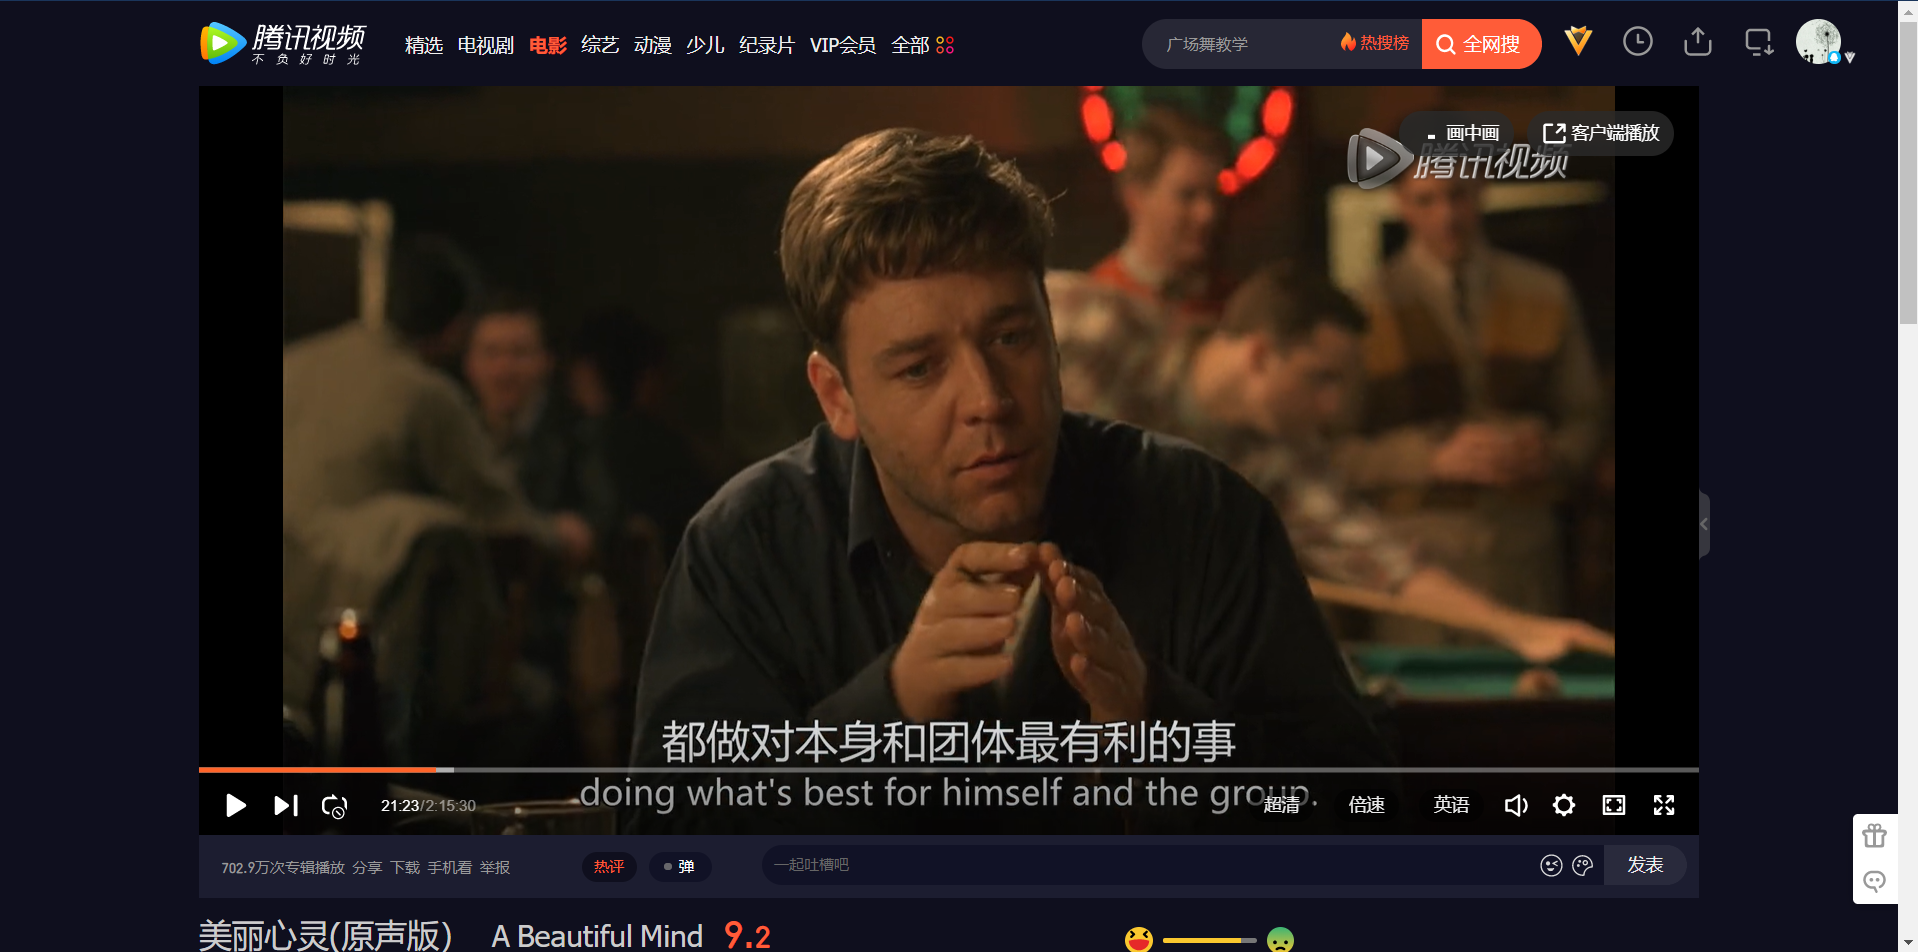 腾讯视频
不负好时光
精选 电视剧 电影 综艺 动漫 少儿 纪录片 VIP会员 全部
广场舞教学 热搜榜 全网搜
画中画 客户端播放
腾讯视频
都做对本身和团体最有利的事
doing what's best for himself and the group.
21:23/2:15:30 超清 倍速 英语
702.9万次专辑播放 分享 下载 手机看 举报 热评 弹 一起吐槽吧 发表
美丽心灵(原声版) A Beautiful Mind 9.2